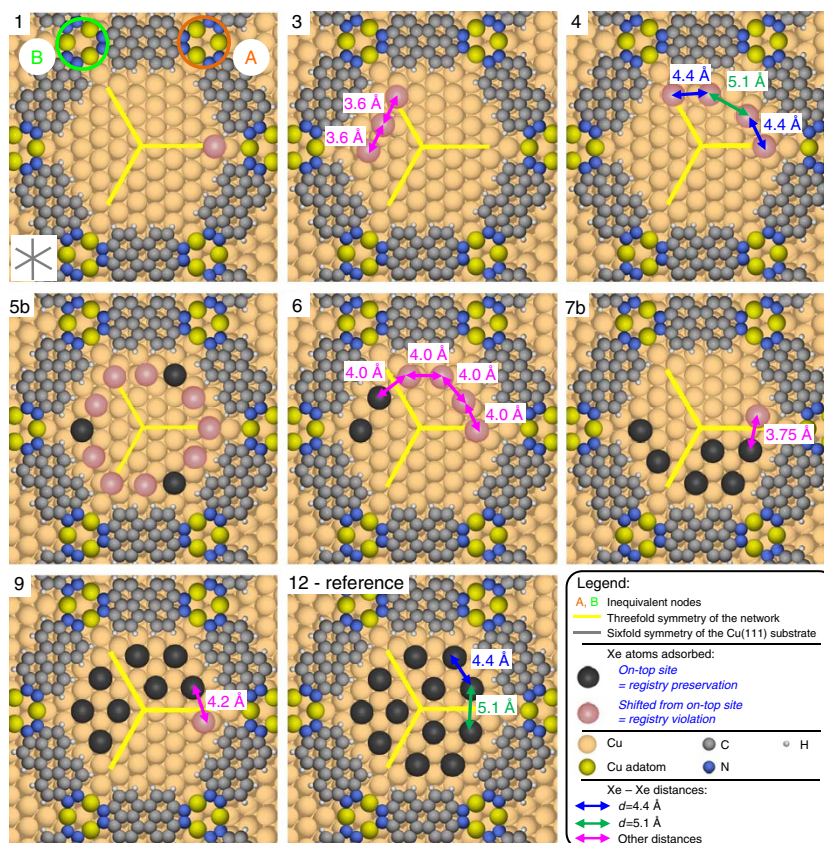 1
B
A
3
3.6 Å
3.6 Å
4
4.4 Å
5.1 Å
4.4 Å
5b
6
4.0 Å
4.0 Å
4.0 Å
4.0 Å
7b
3.75 Å
9
4.2 Å
12 - reference
4.4 Å
5.1 Å
Legend:
A, B Inequivalent nodes
Threefold symmetry of the network
Sixfold symmetry of the Cu(111) substrate
Xe atoms adsorbed:
On-top site
= registry preservation
Shifted from on-top site
= registry violation
Cu C H
Cu adatom N
Xe – Xe distances:
d=4.4 Å
d=5.1 Å
Other distances